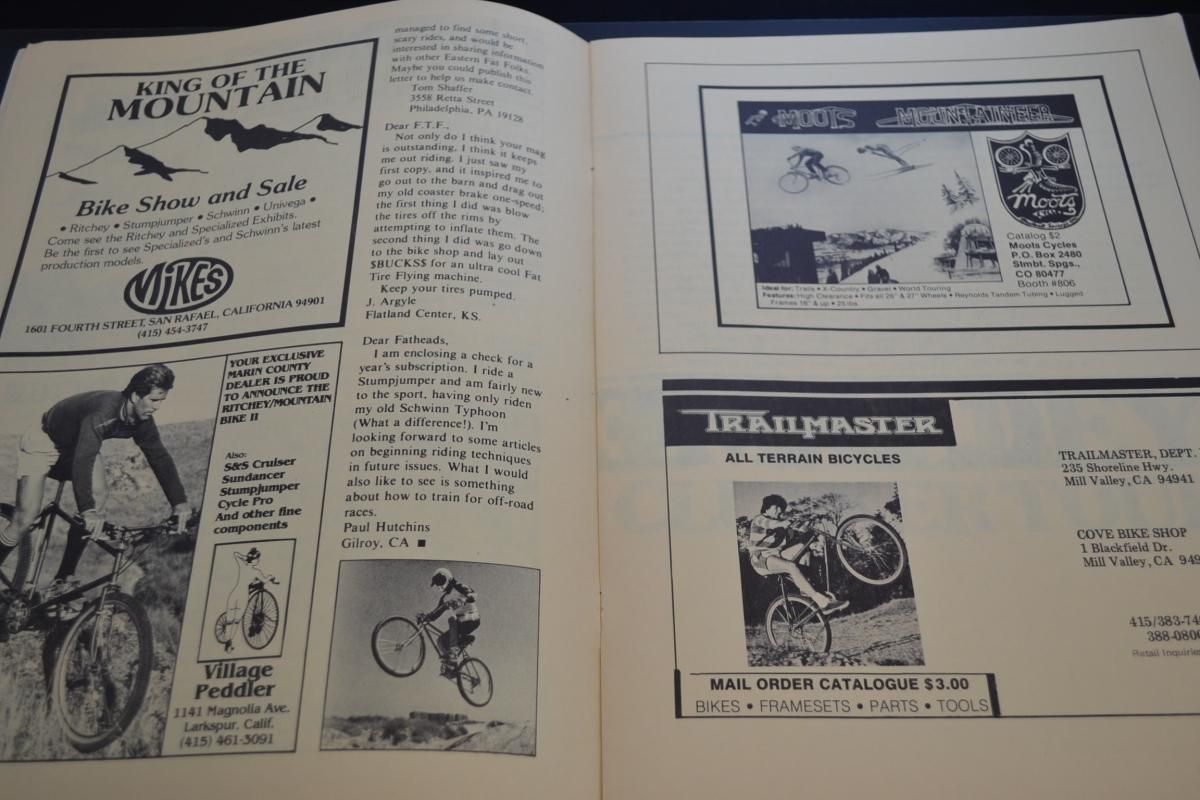 KING OF THE
MOUNTAIN
Bike Show and Sale
• Ritchey • Stumpjumper • Schwinn • Univega •
Come see the Ritchey and Specialized Exhibits.
Be the first to see Specialized's and Schwinn's latest
production models.
MIKES
1601 FOURTH STREET, SAN RAFAEL, CALIFORNIA 94901
(415) 454-3747
YOUR EXCLUSIVE
MARIN COUNTY
DEALER IS PROUD
TO ANNOUNCE THE
RITCHEY/MOUNTAIN
BIKE II
Also:
S&S Cruiser
Sundancer
Stumpjumper
Cycle Pro
And other fine
components
Village
Peddler
1141 Magnolia Ave.
Larkspur, Calif.
(415) 461-3091
managed to find some short,
scary rides, and would be
interested in sharing information
with other Eastern Fat Folks.
Maybe you could publish this
letter to help us make contact.
Tom Shaffer
3558 Retta Street
Philadelphia, PA 19128
Dear F.T.F.,
Not only do I think your mag
is outstanding, I think it keeps
me out riding. I just saw my
first copy, and it inspired me to
go out to the barn and drag out
my old coaster brake one-speed;
the first thing I did was blow
the tires off the rims by
attempting to inflate them. The
second thing I did was go down
to the bike shop and lay out
$BUCKS$ for an ultra cool Fat
Tire Flying machine.
Keep your tires pumped.
J. Argyle
Flatland Center, KS.
Dear Fatheads,
I am enclosing a check for a
year's subscription. I ride a
Stumpjumper and am fairly new
to the sport, having only riden
my old Schwinn Typhoon
(What a difference!). I'm
looking forward to some articles
on beginning riding techniques
in future issues. What I would
also like to see is something
about how to train for off-road
races.
Paul Hutchins
Gilroy, CA ■
MOOTS MOUNTAINEER
Moots
Catalog $2
Moots Cycles
P.O. Box 2480
Stmbt. Spgs.,
CO 80477
Booth #806
Ideal for: Trails • X-Country • Gravel • World Touring
Features: High Clearance • Fits all 26" & 27" Wheels • Reynolds Tandem Tubing • Lugged
Frames 18" & up • 25 lbs
TRAILMASTER
ALL TERRAIN BICYCLES
TRAILMASTER, DEPT.
235 Shoreline Hwy.
Mill Valley, CA 94941
COVE BIKE SHOP
1 Blackfield Dr.
Mill Valley, CA 949
415/383-74
388-0800
Retail Inquiries
MAIL ORDER CATALOGUE $3.00
BIKES • FRAMESETS • PARTS • TOOLS